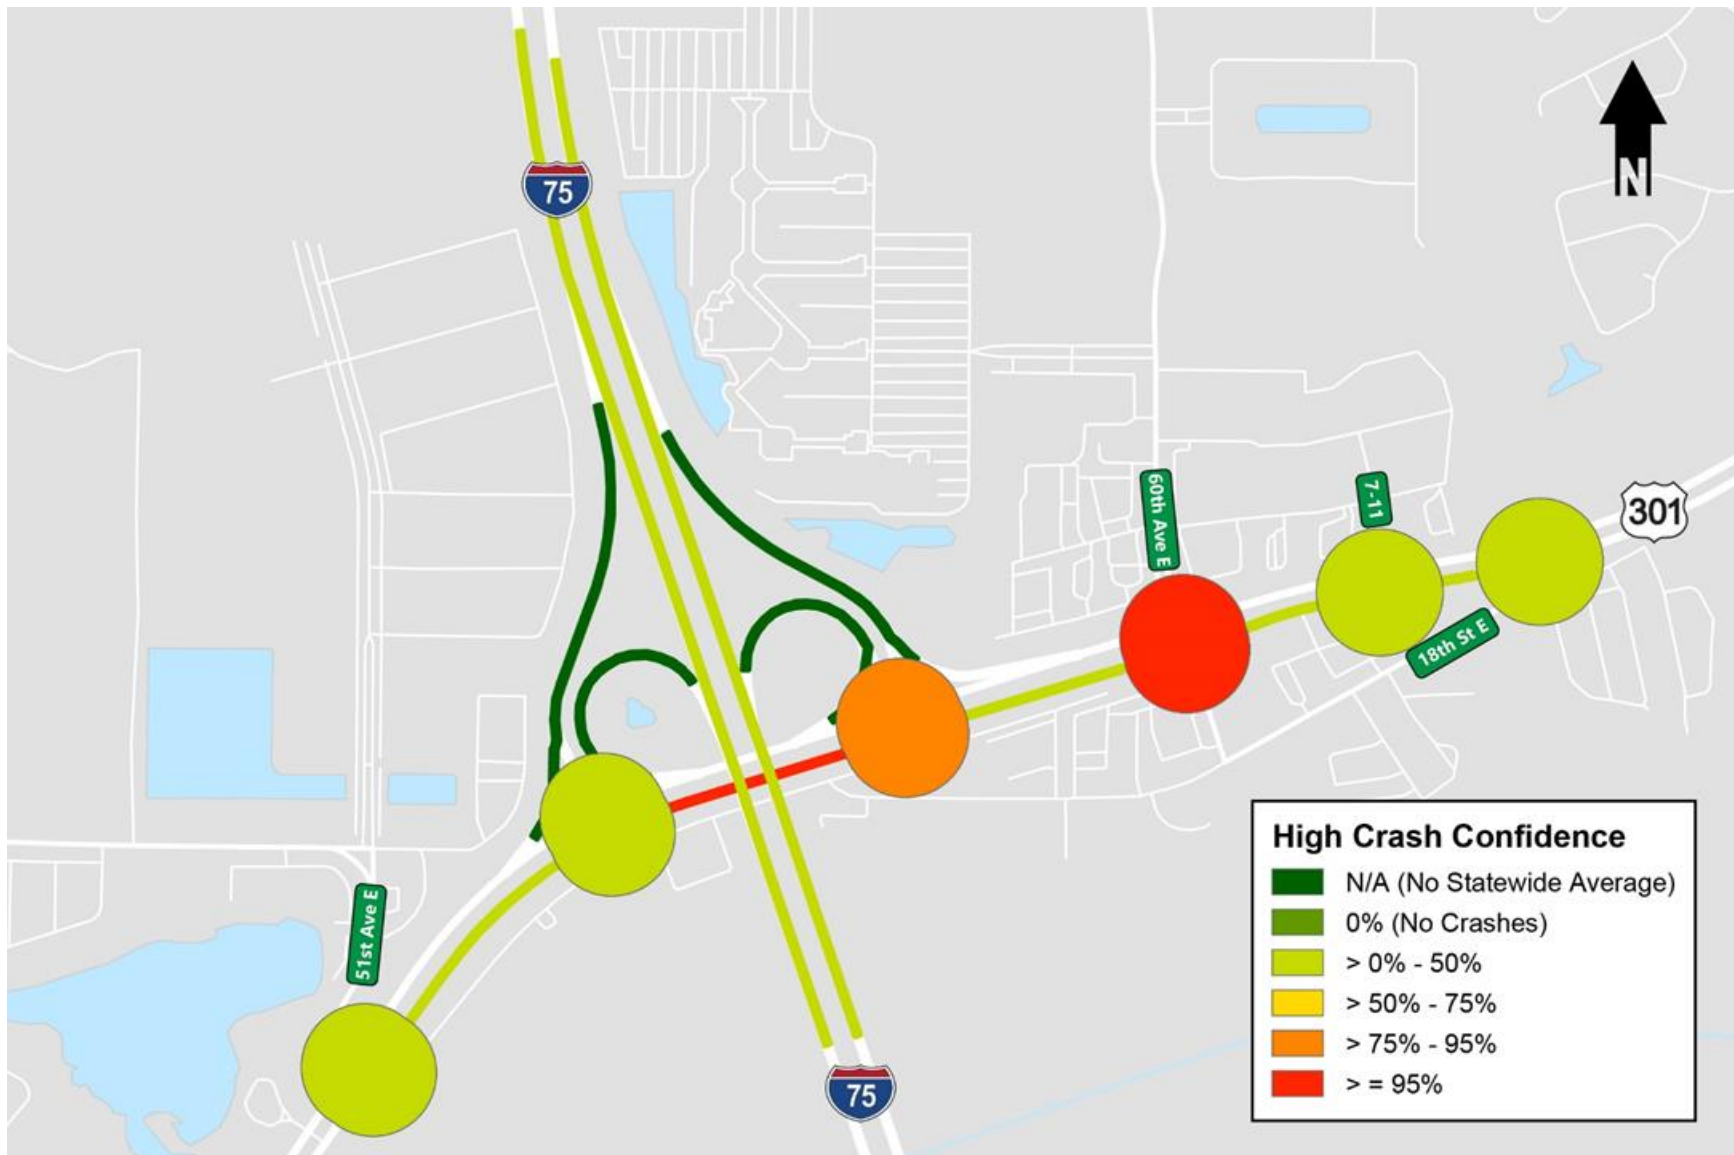 75
N
60th Ave E
7-11
301
18th St E
51st Ave E
75
High Crash Confidence
N/A (No Statewide Average)
0% (No Crashes)
> 0% - 50%
> 50% - 75%
> 75% - 95%
> = 95%